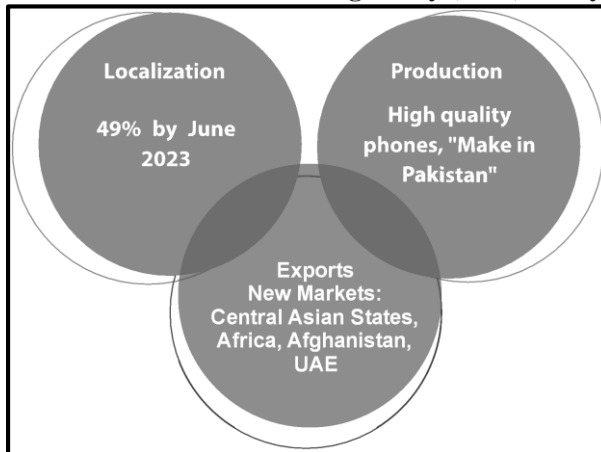 Localization
49% by June
2023
Production
High quality
phones, "Make in
Pakistan"
Exports
New Markets:
Central Asian States,
Africa, Afghanistan,
UAE